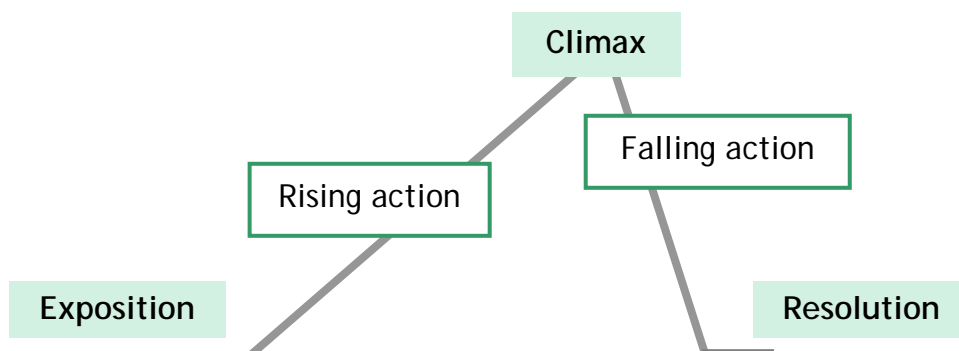 Climax
Falling action
Rising action
Exposition
Resolution